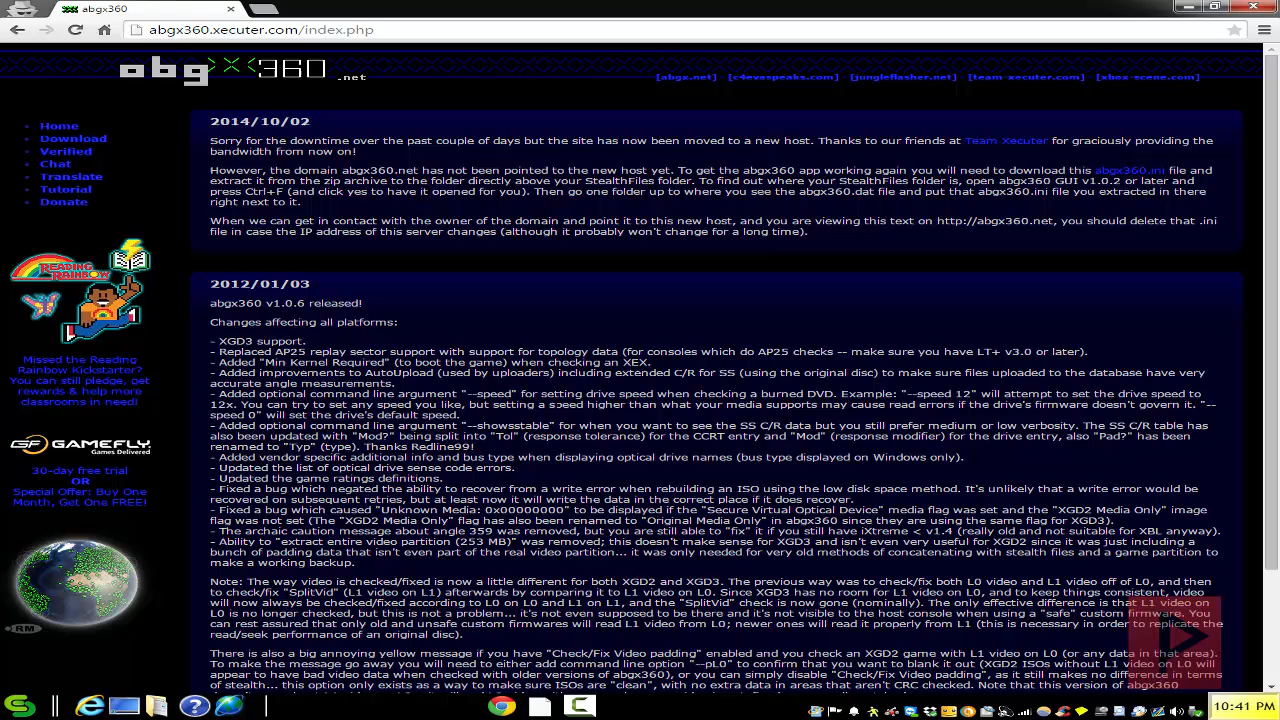 abgx360
abgx360.xecuter.com/index.php
abgx360 .net
[abgx.net] [c4evaspeaks.com] [jungleflasher.net] [team-xecuter.com] [xbox-scene.com]
Home
Download
Verified
Chat
Translate
Tutorial
Donate
READING RAINBOW
Missed the Reading
Rainbow Kickstarter?
You can still pledge, get
rewards & help more
classrooms in need!
GF GAMEFLY
Games Delivered
30-day free trial
OR
Special Offer: Buy One
Month, Get One FREE!
RM
2014/10/02
Sorry for the downtime over the past couple of days but the site has now been moved to a new host. Thanks to our friends at Team Xecuter for graciously providing the
bandwidth from now on!
However, the domain abgx360.net has not been pointed to the new host yet. To get the abgx360 app working again you will need to download this abgx360.ini file and
extract it from the zip archive to the folder directly above your StealthFiles folder. To find out where your StealthFiles folder is, open abgx360 GUI v1.0.2 or later and
press Ctrl+F (and click yes to have it opened for you). Then go one folder up to where you see the abgx360.dat file and put that abgx360.ini file you extracted in there
right next to it.
When we can get in contact with the owner of the domain and point it to this new host, and you are viewing this text on http://abgx360.net, you should delete that .ini
file in case the IP address of this server changes (although it probably won't change for a long time).
2012/01/03
abgx360 v1.0.6 released!
Changes affecting all platforms:
- XGD3 support.
- Replaced AP25 replay sector support with support for topology data (for consoles which do AP25 checks -- make sure you have LT+ v3.0 or later).
- Added "Min Kernel Required" (to boot the game) when checking an XEX.
- Added improvements to AutoUpload (used by uploaders) including extended C/R for SS (using the original disc) to make sure files uploaded to the database have very
accurate angle measurements.
- Added optional command line argument "--speed" for setting drive speed when checking a burned DVD. Example: "--speed 12" will attempt to set the drive speed to
12x. You can try to set any speed you like, but setting a speed higher than what your media supports may cause read errors if the drive's firmware doesn't govern it. "--
speed 0" will set the drive's default speed.
- Added optional command line argument "--showsstable" for when you want to see the SS C/R data but you still prefer medium or low verbosity. The SS C/R table has
also been updated with "Mod?" being split into "Tol" (response tolerance) for the CCRT entry and "Mod" (response modifier) for the drive entry, also "Pad?" has been
renamed to "Typ" (type). Thanks Redline99!
- Added vendor specific additional info and bus type when displaying optical drive names (bus type displayed on Windows only).
- Updated the list of optical drive sense code errors.
- Updated the game ratings definitions.
- Fixed a bug which negated the ability to recover from a write error when rebuilding an ISO using the low disk space method. It's unlikely that a write error would be
recovered on subsequent retries, but at least now it will write the data in the correct place if it does recover.
- Fixed a bug which caused "Unknown Media: 0x00000000" to be displayed if the "Secure Virtual Optical Device" media flag was set and the "XGD2 Media Only" image
flag was not set (The "XGD2 Media Only" flag has also been renamed to "Original Media Only" in abgx360 since they are using the same flag for XGD3).
- The archaic caution message about angle 359 was removed, but you are still able to "fix" it if you still have iXtreme < v1.4 (really old and not suitable for XBL anyway).
- Ability to "extract entire video partition (253 MB)" was removed; this doesn't make sense for XGD3 and isn't even very useful for XGD2 since it was just including a
bunch of padding data that isn't even part of the real video partition... it was only needed for very old methods of concatenating with stealth files and a game partition to
make a working backup.
Note: The way video is checked/fixed is now a little different for both XGD2 and XGD3. The previous way was to check/fix both L0 video and L1 video off of L0, and then
to check/fix "SplitVid" (L1 video on L1) afterwards by comparing it to L1 video on L0. Since XGD3 has no room for L1 video on L0, and to keep things consistent, video
will now always be checked/fixed according to L0 on L0 and L1 on L1, and the "SplitVid" check is now gone (nominally). The only effective difference is that L1 video on
L0 is no longer checked, but this is not a problem... it's not even supposed to be there and it's not visible to the host console when using a "safe" custom firmware. You
can rest assured that only old and unsafe custom firmwares will read L1 video from L0; newer ones will read it properly from L1 (this is necessary in order to replicate the
read/seek performance of an original disc).
There is also a big annoying yellow message if you have "Check/Fix Video padding" enabled and you check an XGD2 game with L1 video on L0 (or any data in that area).
To make the message go away you will need to either add command line option "--pL0" to confirm that you want to blank it out (XGD2 ISOs without L1 video on L0 will
appear to have bad video data when checked with older versions of abgx360), or you can simply disable "Check/Fix Video padding", as it still makes no difference in terms
of stealth... this option only exists as a way to make sure ISOs are "clean", with no extra data in areas that aren't CRC checked. Note that this version of abgx360
10:41 PM